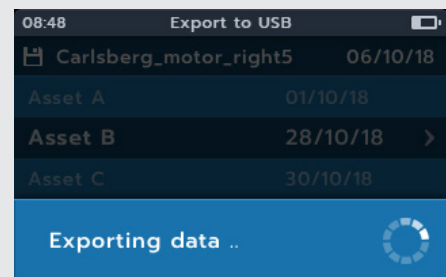 08:48 Export to USB
Carlsberg_motor_right5 06/10/18
Asset A 01/10/18
Asset B 28/10/18 >
Asset C 30/10/18
Exporting data ..